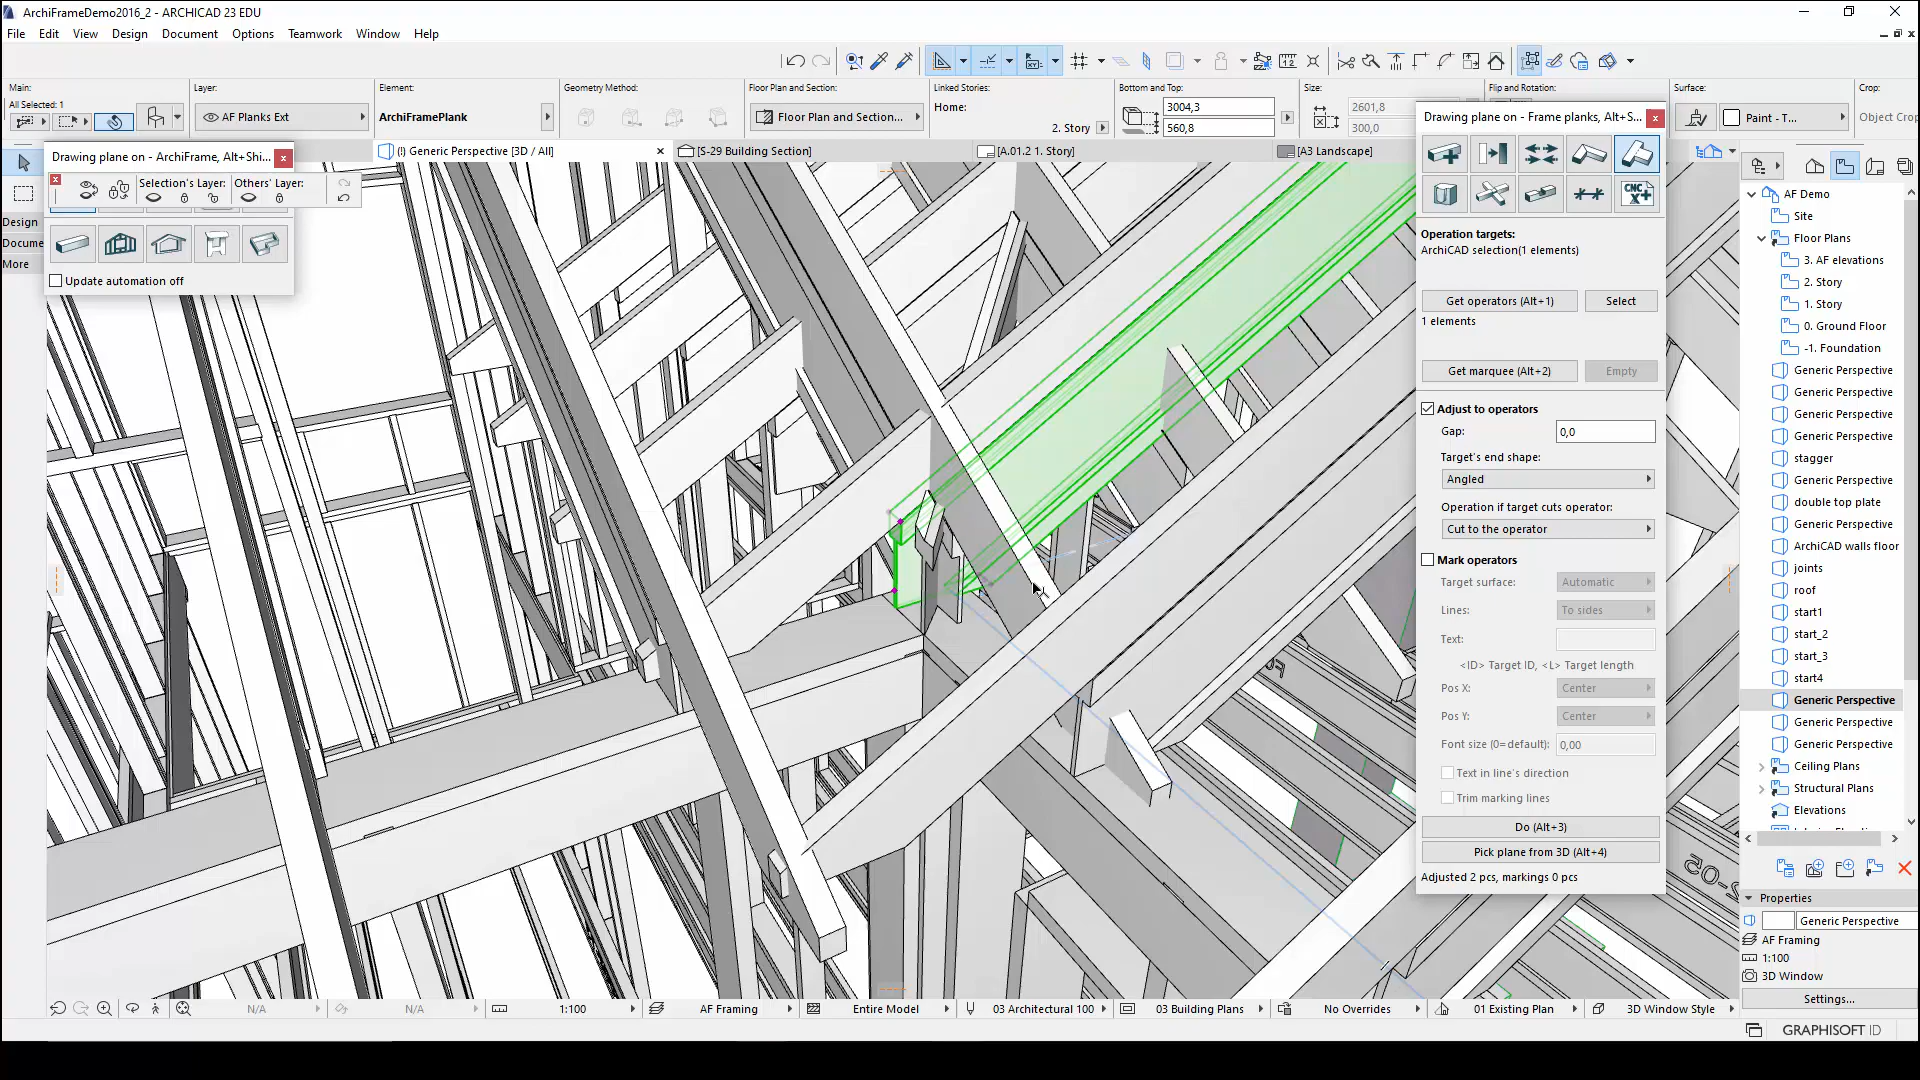 ArchiFrameDemo2016_2 - ARCHICAD 23 EDU
File Edit View Design Document Options Teamwork Window Help
Main:
All Selected: 1
Layer:
AF Planks Ext
Element:
ArchiFramePlank
Geometry Method:
Floor Plan and Section:
Floor Plan and Section...
Linked Stories:
Home:
2. Story
Bottom and Top:
3004,3
560,8
Size:
2601,8
300,0
Flip and Rotation:
Surface:
Paint - T...
Crop:
Object Crop
(!) Generic Perspective [3D / All]
[S-29 Building Section]
[A.01.2 1. Story]
[A3 Landscape]
Drawing plane on - ArchiFrame, Alt+Shi...
Selection's Layer:
Others' Layer:
Update automation off
Design
Docume
More
Drawing plane on - Frame planks, Alt+S...
CNC
Operation targets:
ArchiCAD selection(1 elements)
Get operators (Alt+1)
Select
1 elements
Get marquee (Alt+2)
Empty
Adjust to operators
Gap:
0,0
Target's end shape:
Angled
Operation if target cuts operator:
Cut to the operator
Mark operators
Target surface:
Automatic
Lines:
To sides
Text:
<ID> Target ID, <L> Target length
Pos X:
Center
Pos Y:
Center
Font size (0=default):
0,00
Text in line's direction
Trim marking lines
Do (Alt+3)
Pick plane from 3D (Alt+4)
Adjusted 2 pcs, markings 0 pcs
AF Demo
Site
Floor Plans
3. AF elevations
2. Story
1. Story
0. Ground Floor
-1. Foundation
Generic Perspective
Generic Perspective
Generic Perspective
Generic Perspective
stagger
Generic Perspective
double top plate
Generic Perspective
ArchiCAD walls floor
joints
roof
start1
start_2
start_3
start4
Generic Perspective
Generic Perspective
Generic Perspective
Ceiling Plans
Structural Plans
Elevations
Properties
Generic Perspective
AF Framing
1:100
3D Window
Settings...
N/A
N/A
1:100
AF Framing
Entire Model
03 Architectural 100
03 Building Plans
No Overrides
01 Existing Plan
3D Window Style
GRAPHISOFT ID